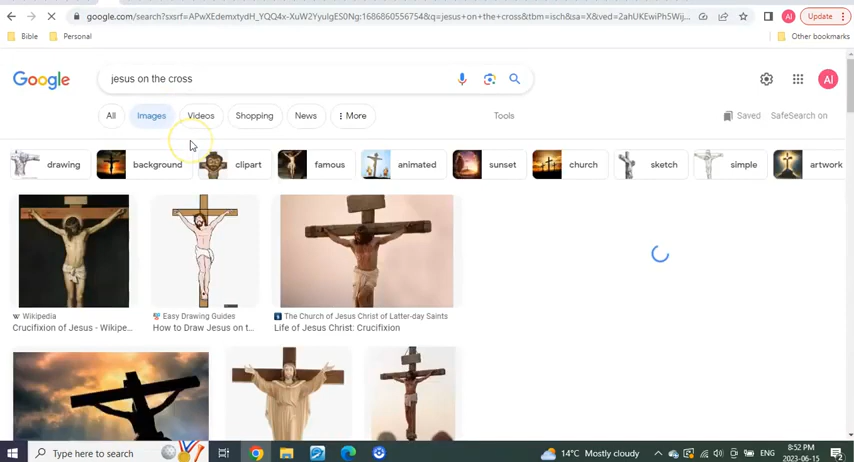 google.com/search?sxsrf=APwXEdemxtydH_YQQ4x-XuW2YyulgES0Ng:1686860556754&q=jesus+on+the+cross&tbm=isch&sa=X&ved=2ahUKEwiPh5Wij...
Update
Bible
Personal
Other bookmarks
Google
jesus on the cross
AI
All
Images
Videos
Shopping
News
More
Tools
Saved
SafeSearch on
drawing
background
clipart
famous
animated
sunset
church
sketch
simple
artwork
W Wikipedia
Crucifixion of Jesus - Wikipe...
Easy Drawing Guides
How to Draw Jesus on t...
The Church of Jesus Christ of Latter-day Saints
Life of Jesus Christ: Crucifixion
Type here to search
14°C Mostly cloudy
ENG
8:52 PM
2023-06-15